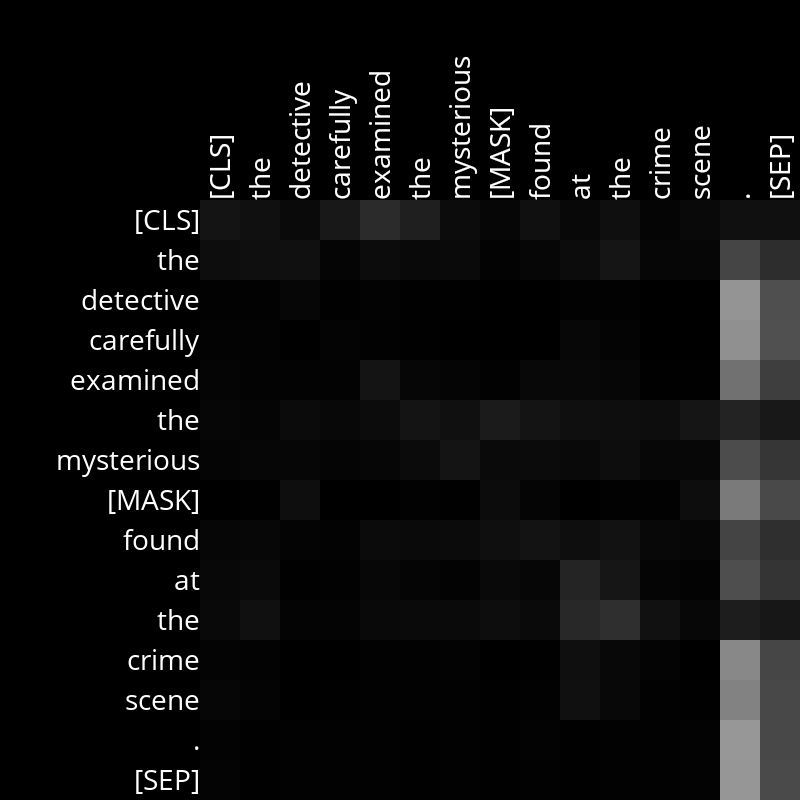 [CLS] the detective carefully examined the mysterious [MASK] found at the crime scene . [SEP]
[CLS]
the
detective
carefully
examined
the
mysterious
[MASK]
found
at
the
crime
scene
.
[SEP]